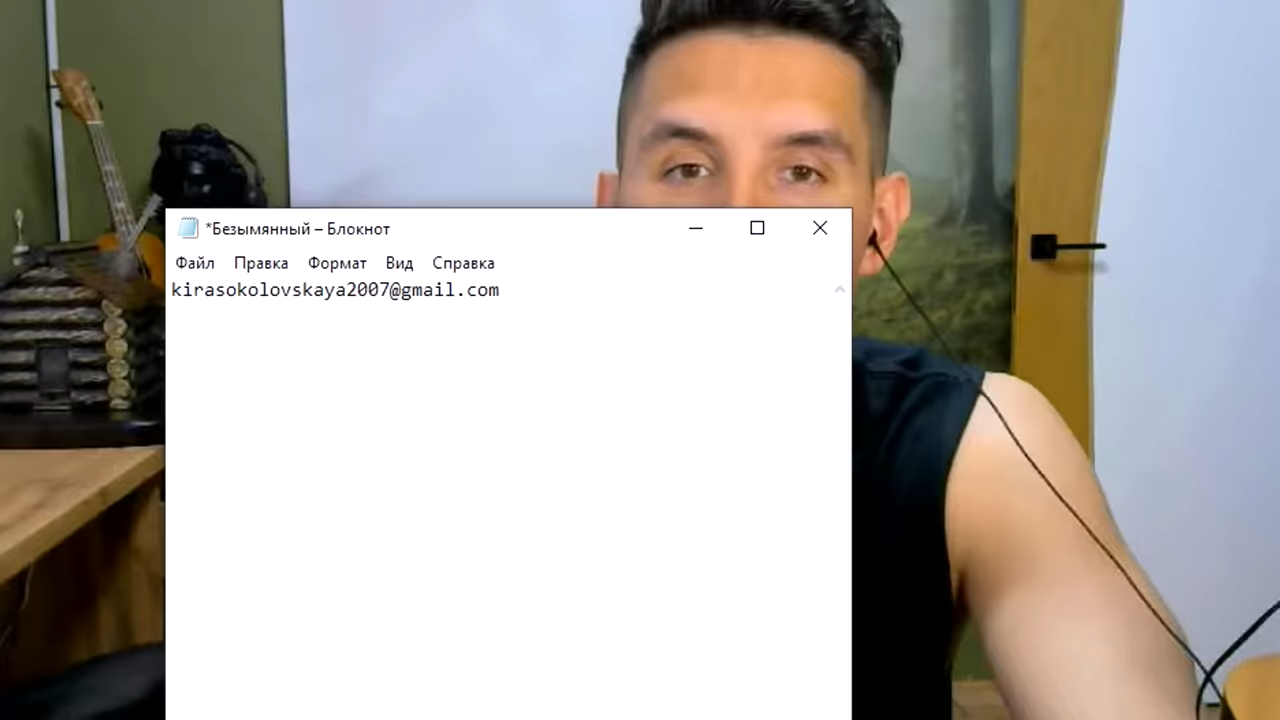 *Безымянный – Блокнот
Файл Правка Формат Вид Справка
kirasokolovskaya2007@gmail.com